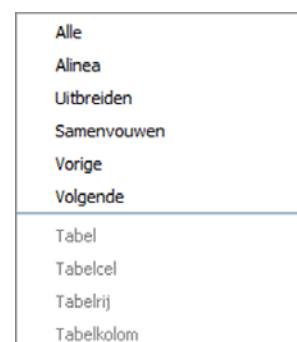 Alle
Alinea
Uitbreiden
Samenvouwen
Vorige
Volgende
Tabel
Tabelcel
Tabelrij
Tabelkolom